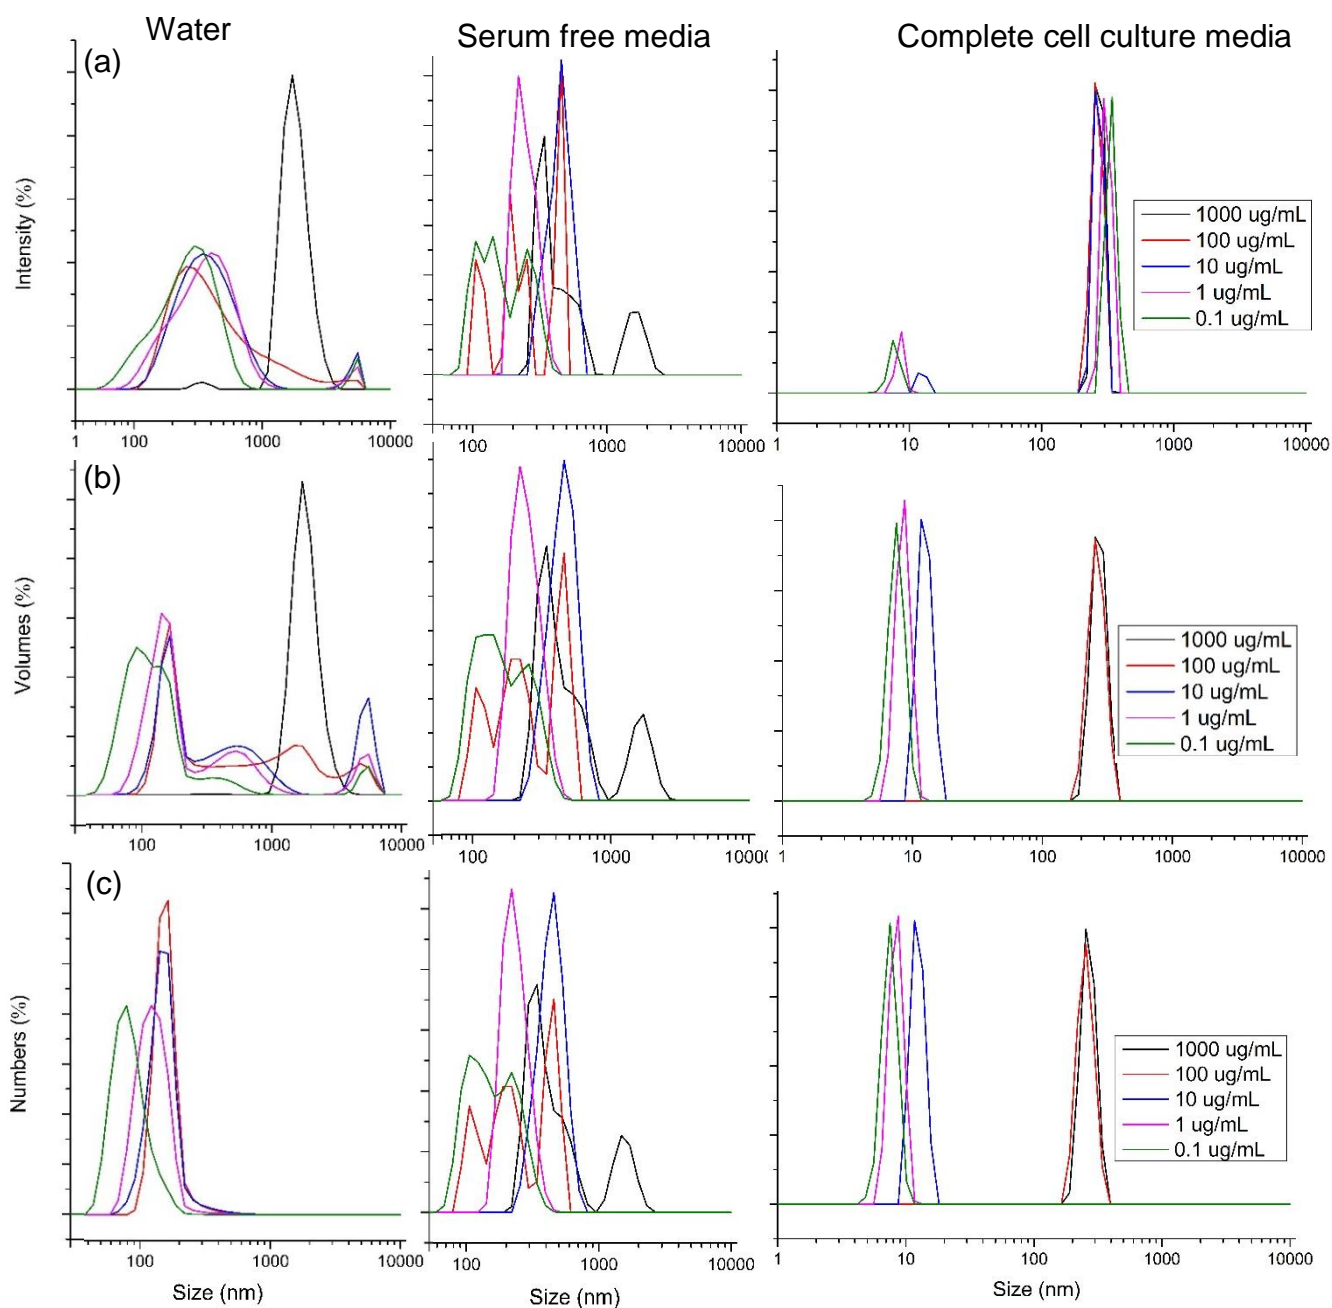 Water
Serum free media
Complete cell culture media
(a)
Intensity (%)
1000 ug/mL
100 ug/mL
10 ug/mL
1 ug/mL
0.1 ug/mL
1 100 1000 10000
100 1000 10000
1 10 100 1000 10000
(b)
Volumes (%)
1000 ug/mL
100 ug/mL
10 ug/mL
1 ug/mL
0.1 ug/mL
100 1000 10000
100 1000 10000
1 10 100 1000 10000
(c)
Numbers (%)
1000 ug/mL
100 ug/mL
10 ug/mL
1 ug/mL
0.1 ug/mL
100 1000 10000
100 1000 10000
1 10 100 1000 10000
Size (nm)
Size (nm)
Size (nm)